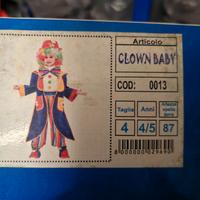 Articolo
CLOWN BABY
COD: 0013
Taglia Anni
4 4/5 87